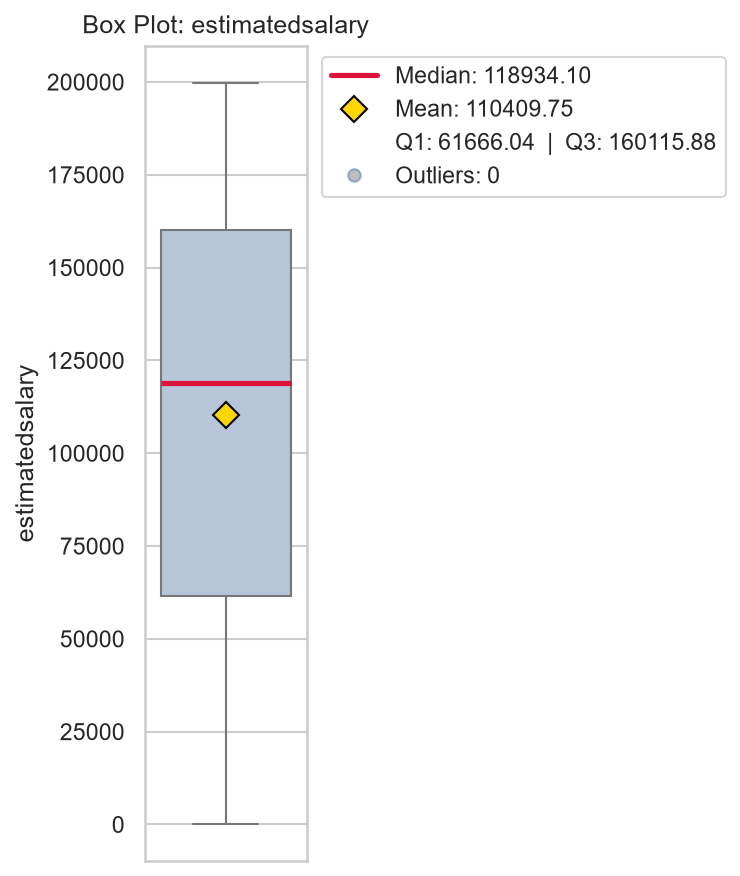 Box Plot: estimatedsalary
Median: 118934.10
Mean: 110409.75
Q1: 61666.04 | Q3: 160115.88
Outliers: 0
estimatedsalary
200000
175000
150000
125000
100000
75000
50000
25000
0